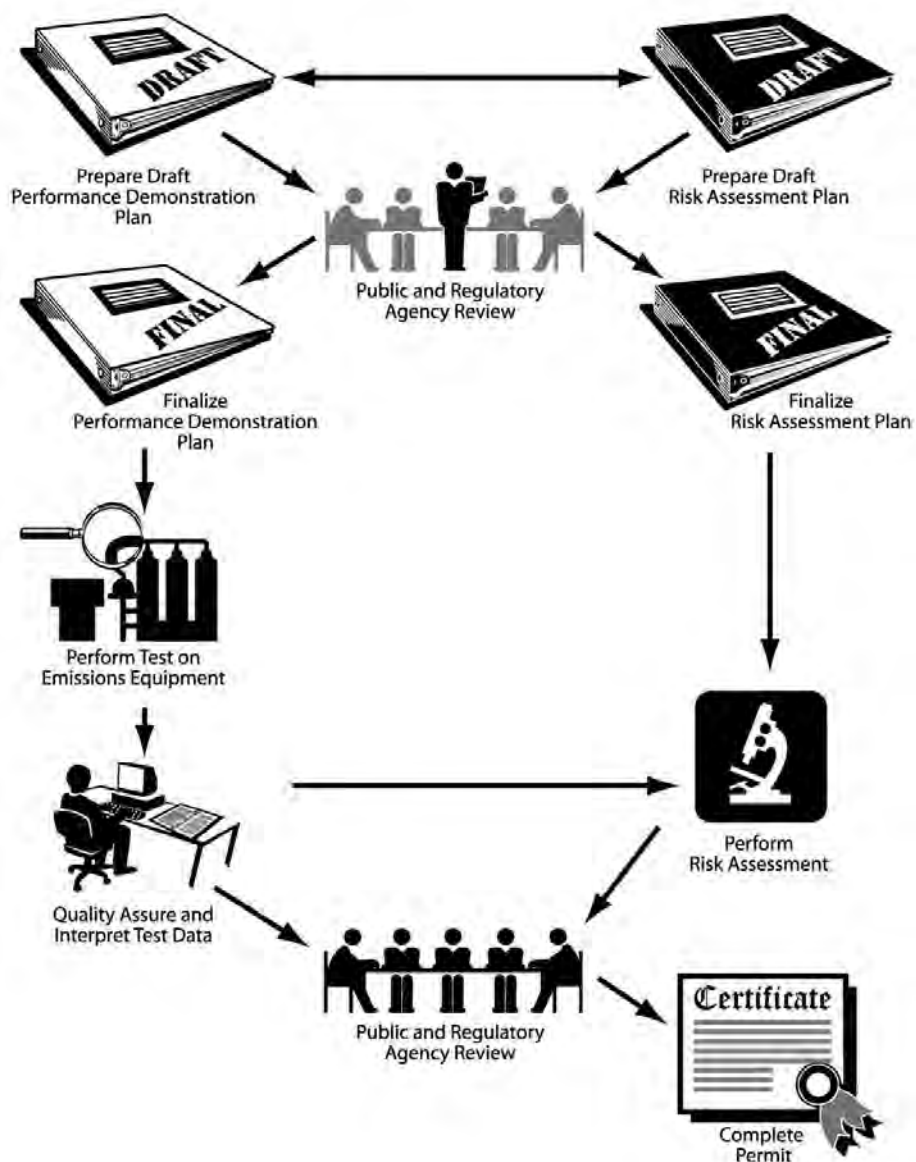 DRAFT
DRAFT
Prepare Draft
Performance Demonstration
Plan
Prepare Draft
Risk Assessment Plan
Public and Regulatory
Agency Review
FINAL
FINAL
Finalize
Performance Demonstration
Plan
Finalize
Risk Assessment Plan
Perform Test on
Emissions Equipment
Perform
Risk Assessment
Quality Assure and
Interpret Test Data
Public and Regulatory
Agency Review
Certificate
Complete
Permit